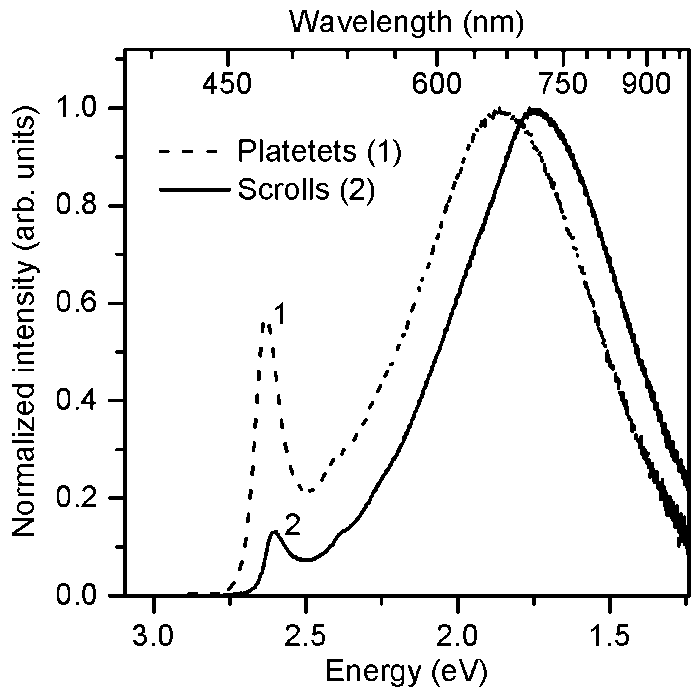 Wavelength (nm)
450 600 750 900
Normalized intensity (arb. units)
1.0
0.8
0.6
0.4
0.2
0.0
Platetets (1)
Scrolls (2)
1
2
3.0 2.5 2.0 1.5
Energy (eV)